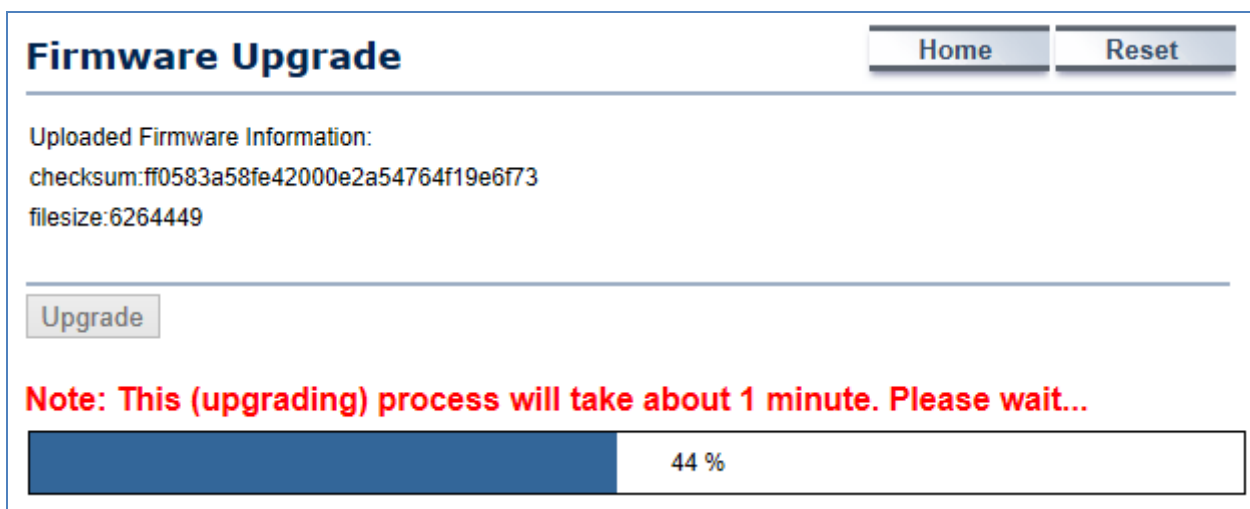 Firmware Upgrade
Home
Reset
Uploaded Firmware Information:
checksum:ff0583a58fe42000e2a54764f19e6f73
filesize:6264449
Upgrade
Note: This (upgrading) process will take about 1 minute. Please wait...
44 %